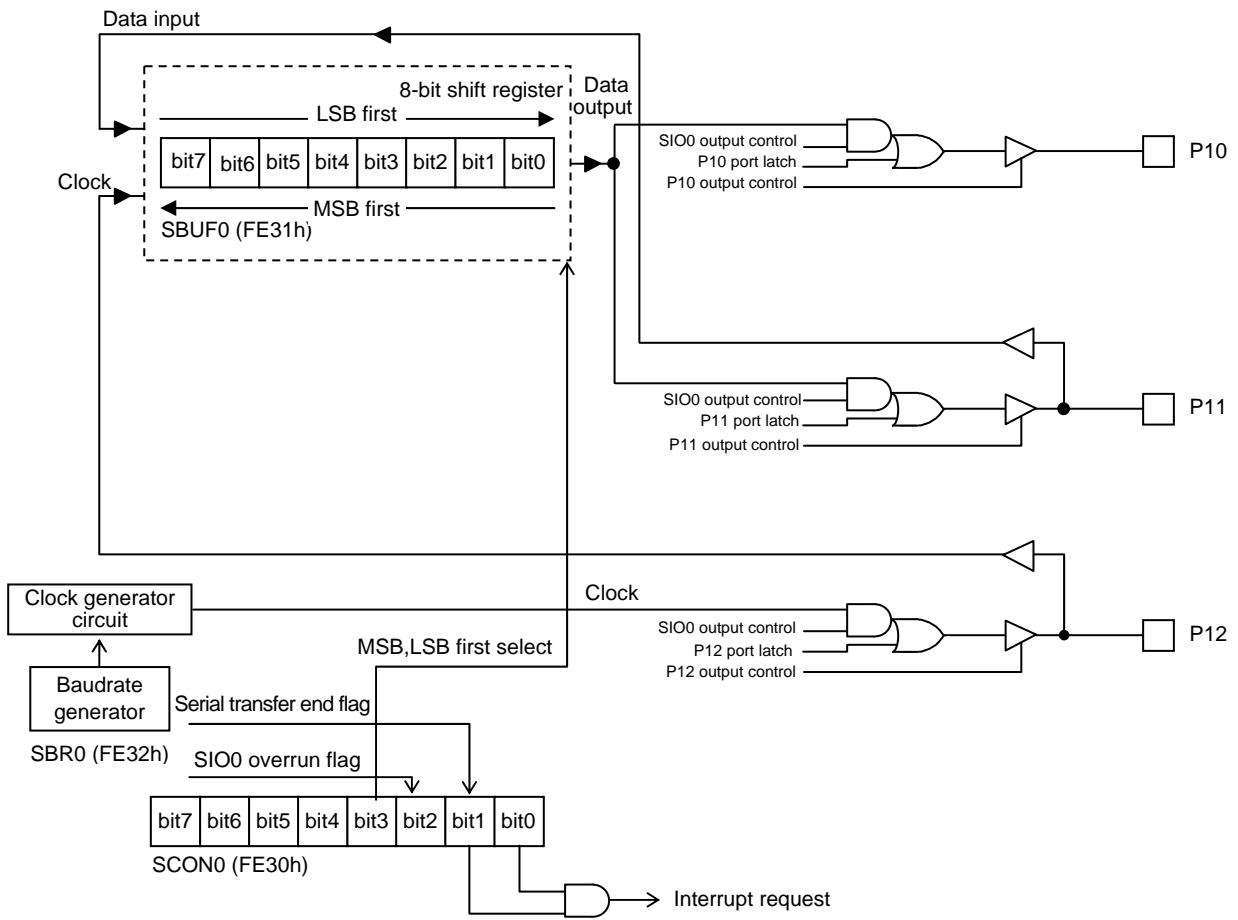 Data input
8-bit shift register
Data
output
LSB first
bit7 bit6 bit5 bit4 bit3 bit2 bit1 bit0
Clock
MSB first
SBUF0 (FE31h)
SIO0 output control
P10 port latch
P10 output control
P10
SIO0 output control
P11 port latch
P11 output control
P11
Clock generator
circuit
Clock
SIO0 output control
P12 port latch
P12 output control
P12
MSB,LSB first select
Baudrate
generator
SBR0 (FE32h)
Serial transfer end flag
SIO0 overrun flag
bit7 bit6 bit5 bit4 bit3 bit2 bit1 bit0
SCON0 (FE30h)
Interrupt request